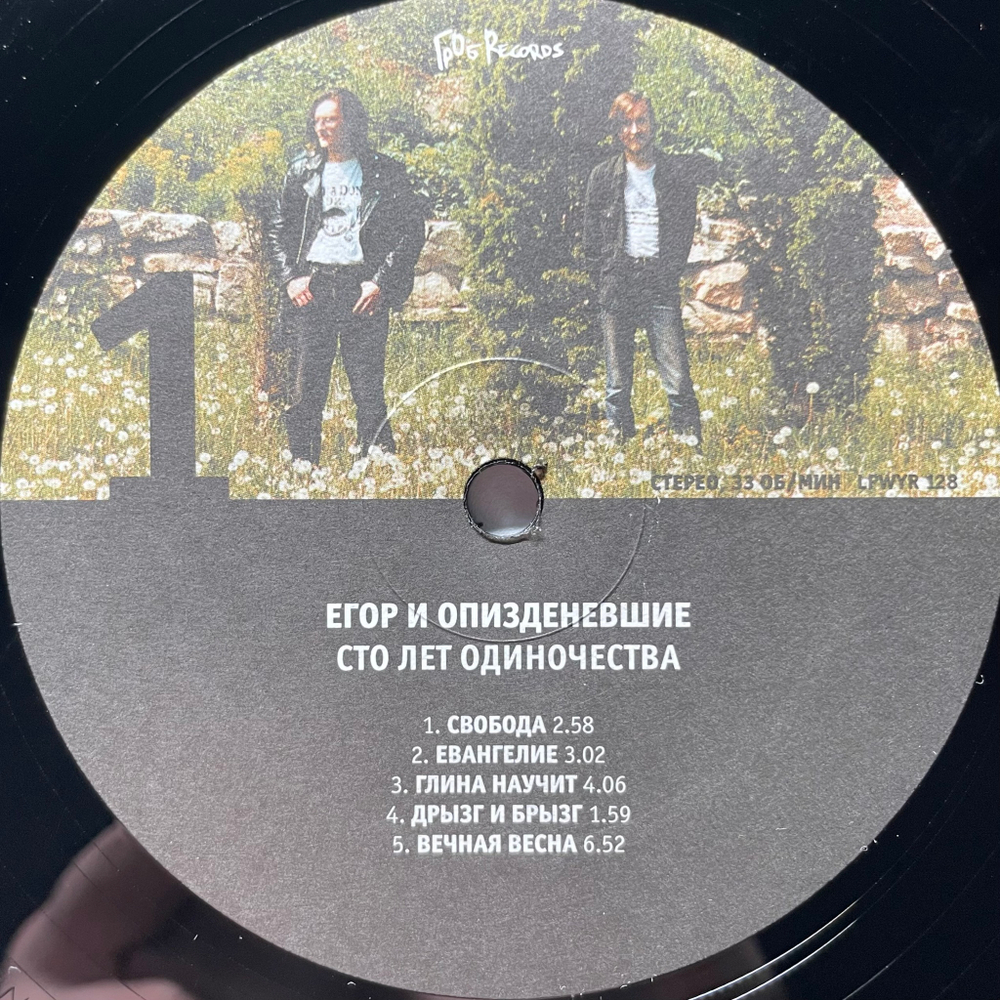 ГрОб Records
1
СТЕРЕО 33 ОБ/МИН LPWYR 128
ЕГОР И ОПИЗДЕНЕВШИЕ
СТО ЛЕТ ОДИНОЧЕСТВА
1. СВОБОДА 2.58
2. ЕВАНГЕЛИЕ 3.02
3. ГЛИНА НАУЧИТ 4.06
4. ДРЫЗГ И БРЫЗГ 1.59
5. ВЕЧНАЯ ВЕСНА 6.52